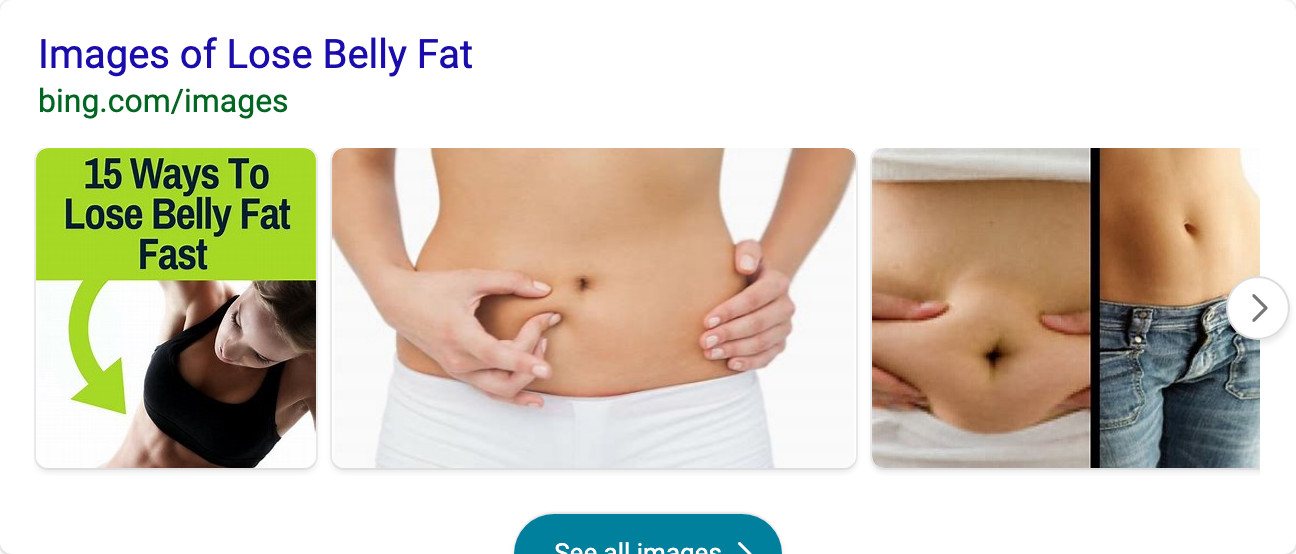 Images of Lose Belly Fat
bing.com/images
15 Ways To
Lose Belly Fat
Fast
See all images